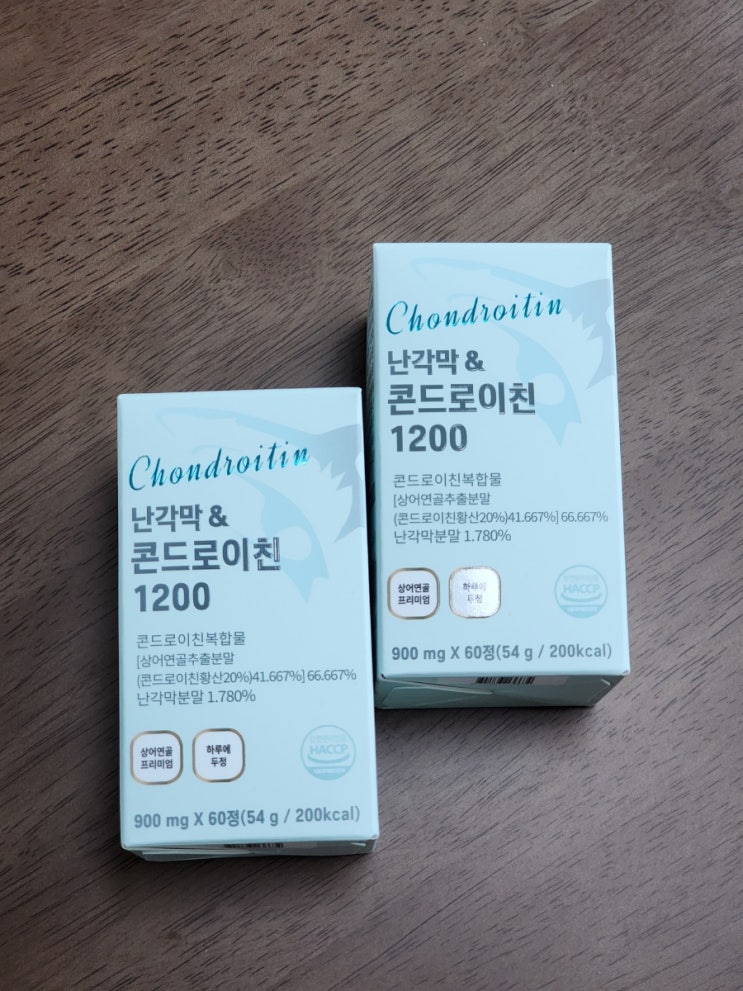 Chondroitin
난각막 &
콘드로이친
1200
콘드로이친복합물
[상어연골추출분말
(콘드로이친황산20%)41.667%] 66.667%
난각막분말 1.780%
상어연골
프리미엄
하루에
두정
HACCP
900 mg X 60정(54 g / 200kcal)
Chondroitin
난각막 &
콘드로이친
1200
콘드로이친복합물
[상어연골추출분말
(콘드로이친황산20%)41.667%] 66.667%
난각막분말 1.780%
상어연골
프리미엄
하루에
두정
HACCP
900 mg X 60정(54 g / 200kcal)